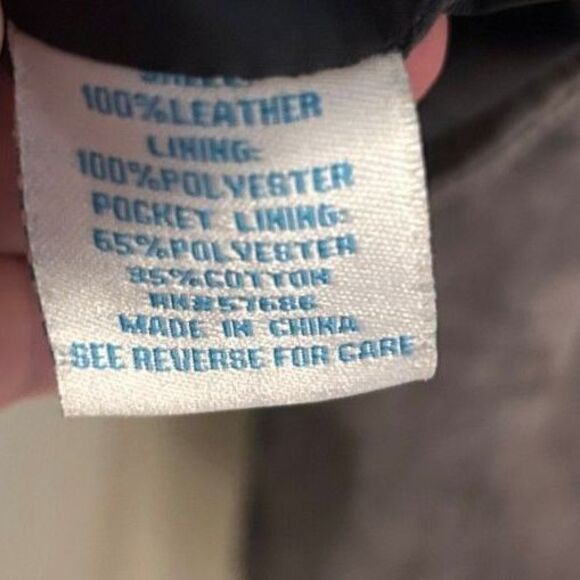 SHELL:
100%LEATHER
LINING:
100%POLYESTER
POCKET LINING:
65%POLYESTER
35%COTTON
RN#57686
MADE IN CHINA
SEE REVERSE FOR CARE